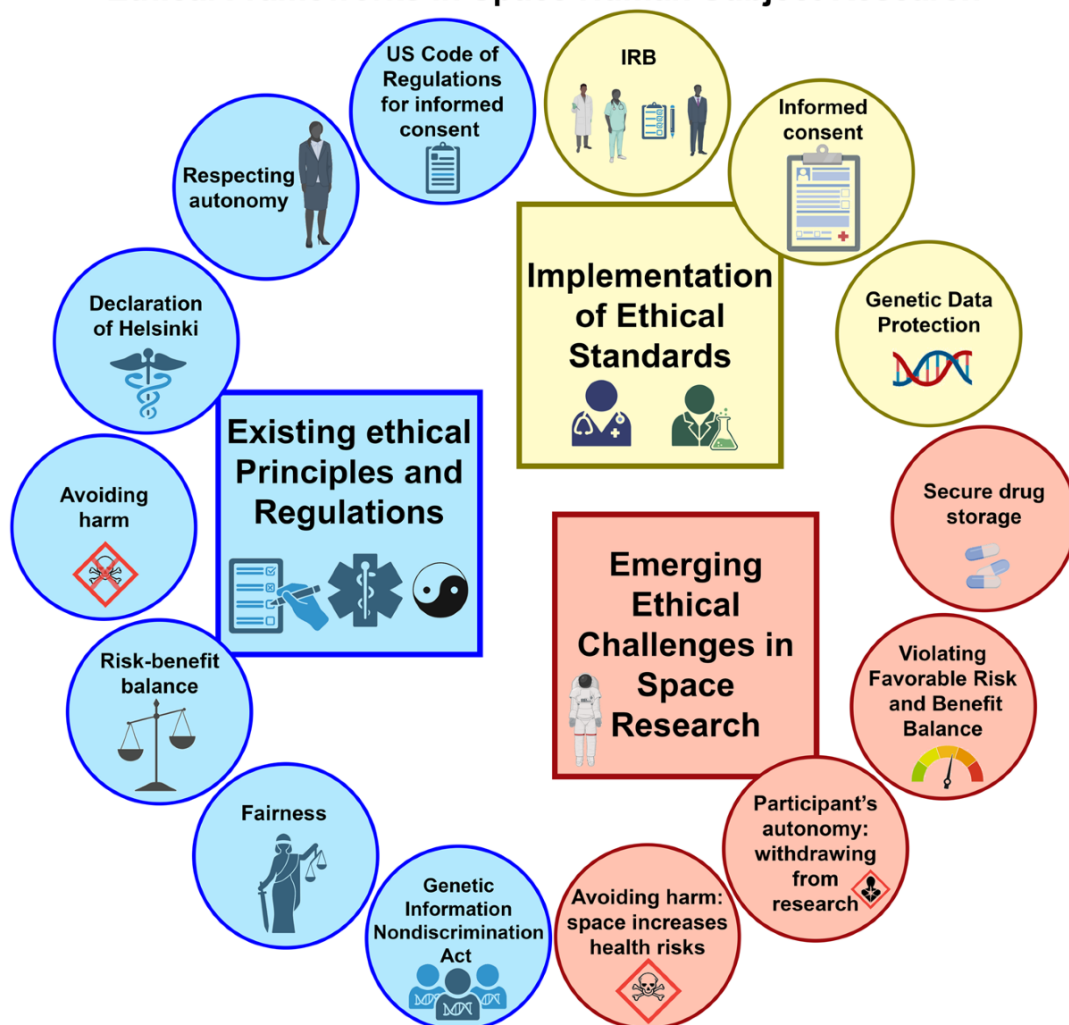 US Code of
Regulations
for informed
consent
IRB
Informed
consent
Respecting
autonomy
Declaration
of Helsinki
Implementation
of Ethical
Standards
Genetic Data
Protection
Existing ethical
Principles and
Regulations
Avoiding
harm
Secure drug
storage
Emerging
Ethical
Challenges in
Space
Research
Risk-benefit
balance
Violating
Favorable Risk
and Benefit
Balance
Fairness
Participant's
autonomy:
withdrawing
from
research
Genetic
Information
Nondiscrimination
Act
Avoiding harm:
space increases
health risks